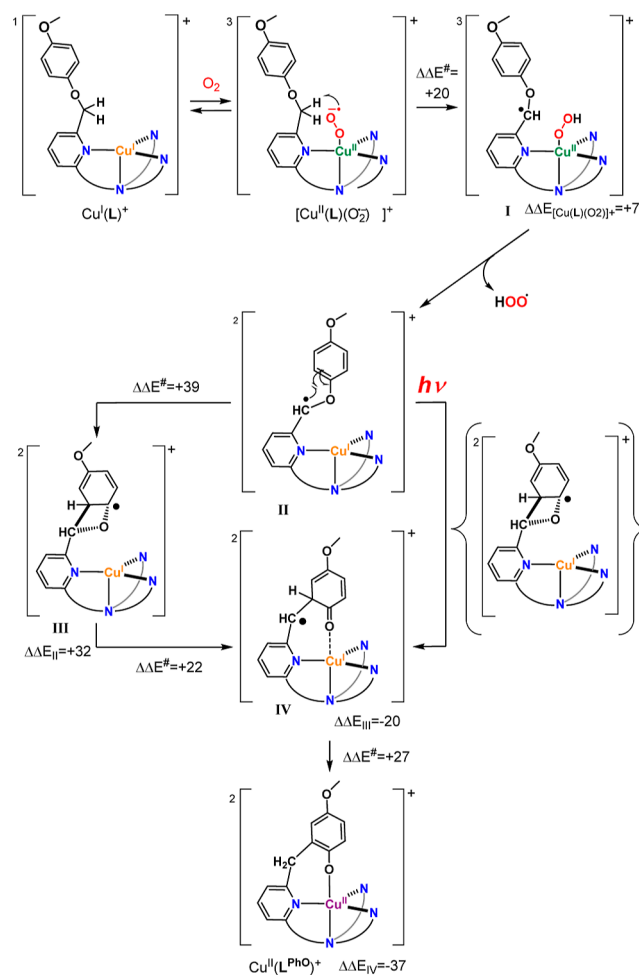 1 + 3 + 3 +
O O O
O O O
H H H H CH
O₂
ΔΔE#=
+20
O O −• O OH
N Cu^I N N N Cu^II N N N Cu^II N N
N N N
Cu^I(L)+ [Cu^II(L)(O₂•−) ]+ I ΔΔE[Cu(L)(O2)]+=+7
HOO•
2 +
O
ΔΔE#=+39
hν
CH • O
N Cu^I N N
N
II
2 +
O
H •
HC O
N Cu^I N N
N
III
ΔΔE_II=+32
ΔΔE#=+22
2 +
O
H •
HC O
N Cu^I N N
N
2 +
O
H
HC •
O
N Cu^I N N
N
IV
ΔΔE_III=-20
ΔΔE#=+27
2 +
O
H₂C
O
N Cu^II N N
N
Cu^II(L^PhO)+ ΔΔE_IV=-37